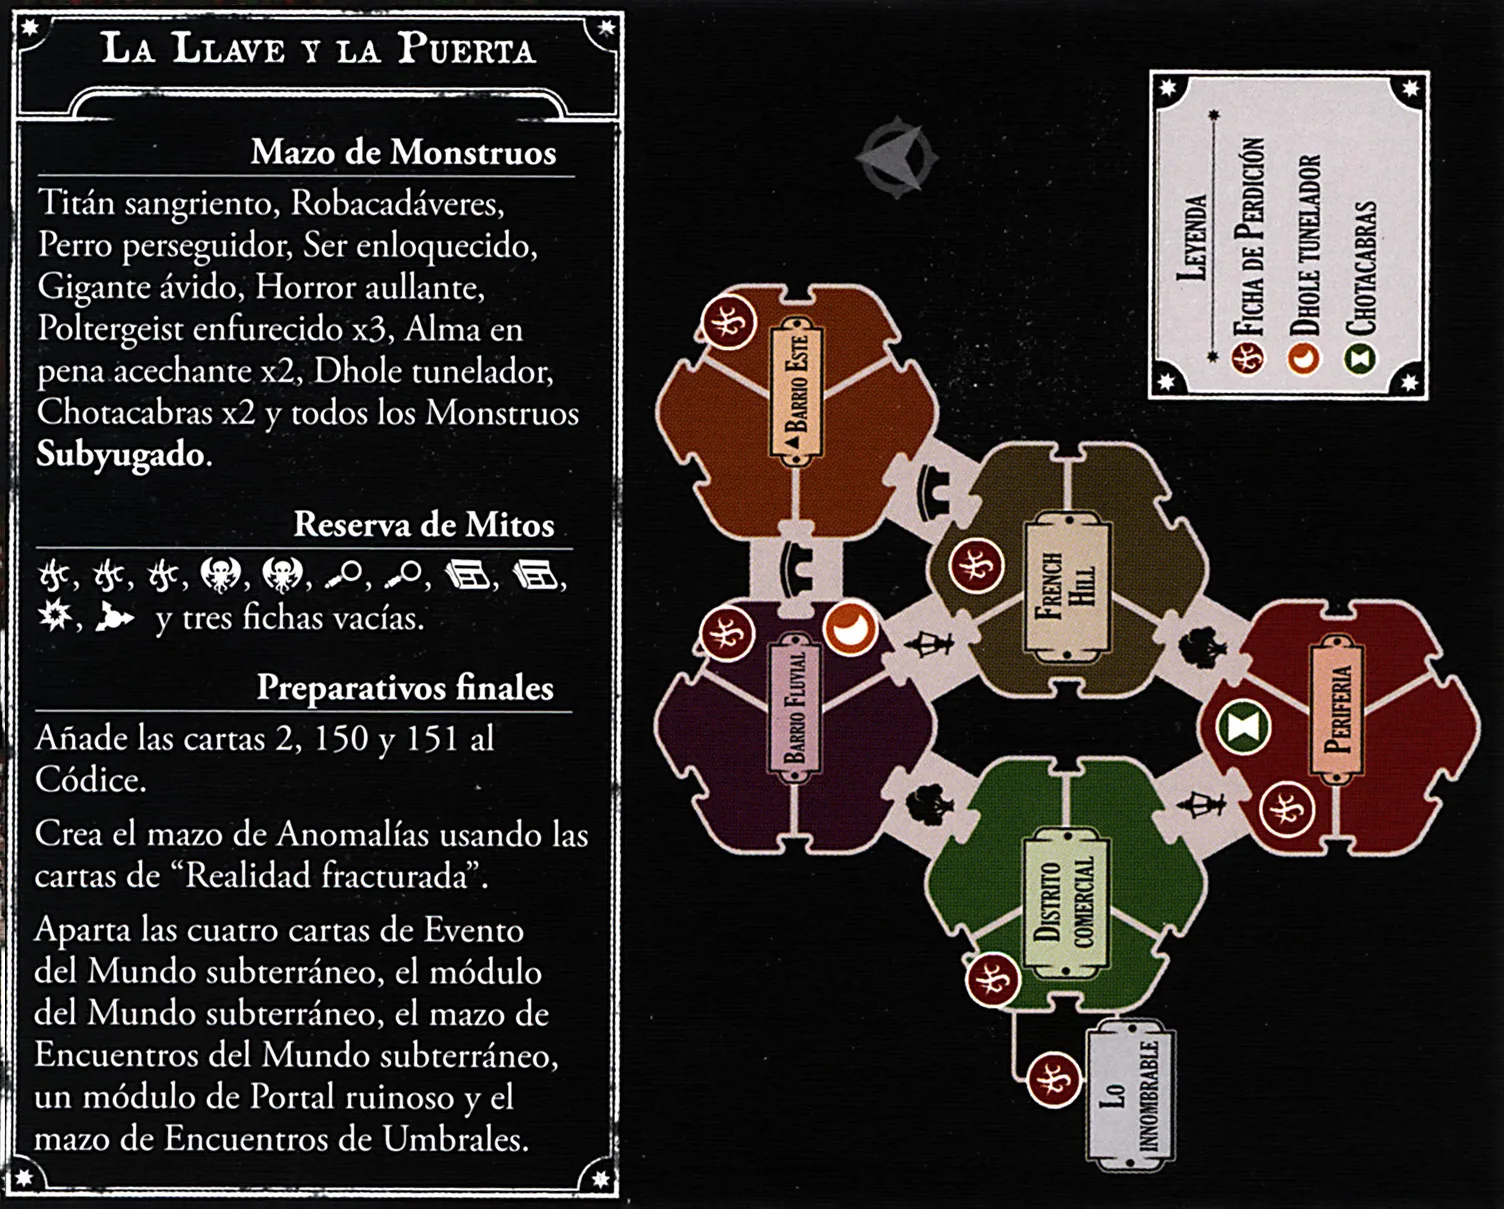 La Llave y la Puerta
Mazo de Monstruos
Titán sangriento, Robacadáveres,
Perro perseguidor, Ser enloquecido,
Gigante ávido, Horror aullante,
Poltergeist enfurecido x3, Alma en
pena acechante x2, Dhole tunelador,
Chotacabras x2 y todos los Monstruos
Subyugado.
Reserva de Mitos
, , , , , , , , ,
, y tres fichas vacías.
Preparativos finales
Añade las cartas 2, 150 y 151 al
Códice.
Crea el mazo de Anomalías usando las
cartas de “Realidad fracturada”.
Aparta las cuatro cartas de Evento
del Mundo subterráneo, el módulo
del Mundo subterráneo, el mazo de
Encuentros del Mundo subterráneo,
un módulo de Portal ruinoso y el
mazo de Encuentros de Umbrales.
Leyenda
Ficha de Perdición
Dhole tunelador
Chotacabras
Barrio Este
French
Hill
Barrio Fluvial
Periferia
Distrito
comercial
Lo
innombrable